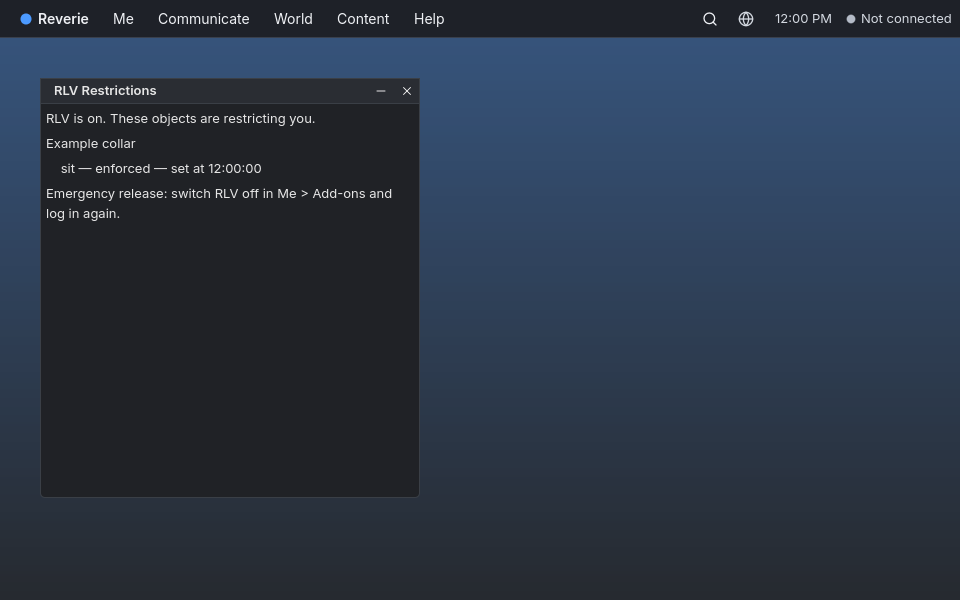 Reverie Me Communicate World Content Help 12:00 PM Not connected
RLV Restrictions
RLV is on. These objects are restricting you.
Example collar
sit — enforced — set at 12:00:00
Emergency release: switch RLV off in Me > Add-ons and
log in again.